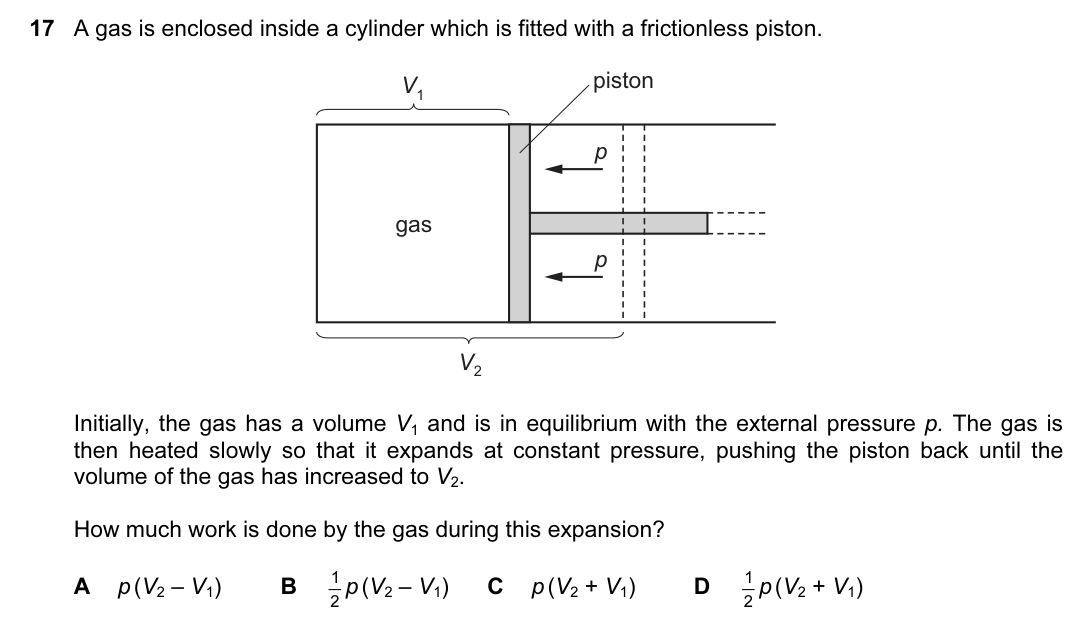 17 A gas is enclosed inside a cylinder which is fitted with a frictionless piston.
V₁
piston
p
gas
p
V₂
Initially, the gas has a volume V₁ and is in equilibrium with the external pressure p. The gas is
then heated slowly so that it expands at constant pressure, pushing the piston back until the
volume of the gas has increased to V₂.
How much work is done by the gas during this expansion?
A p(V₂ – V₁) B ½p(V₂ – V₁) C p(V₂ + V₁) D ½p(V₂ + V₁)